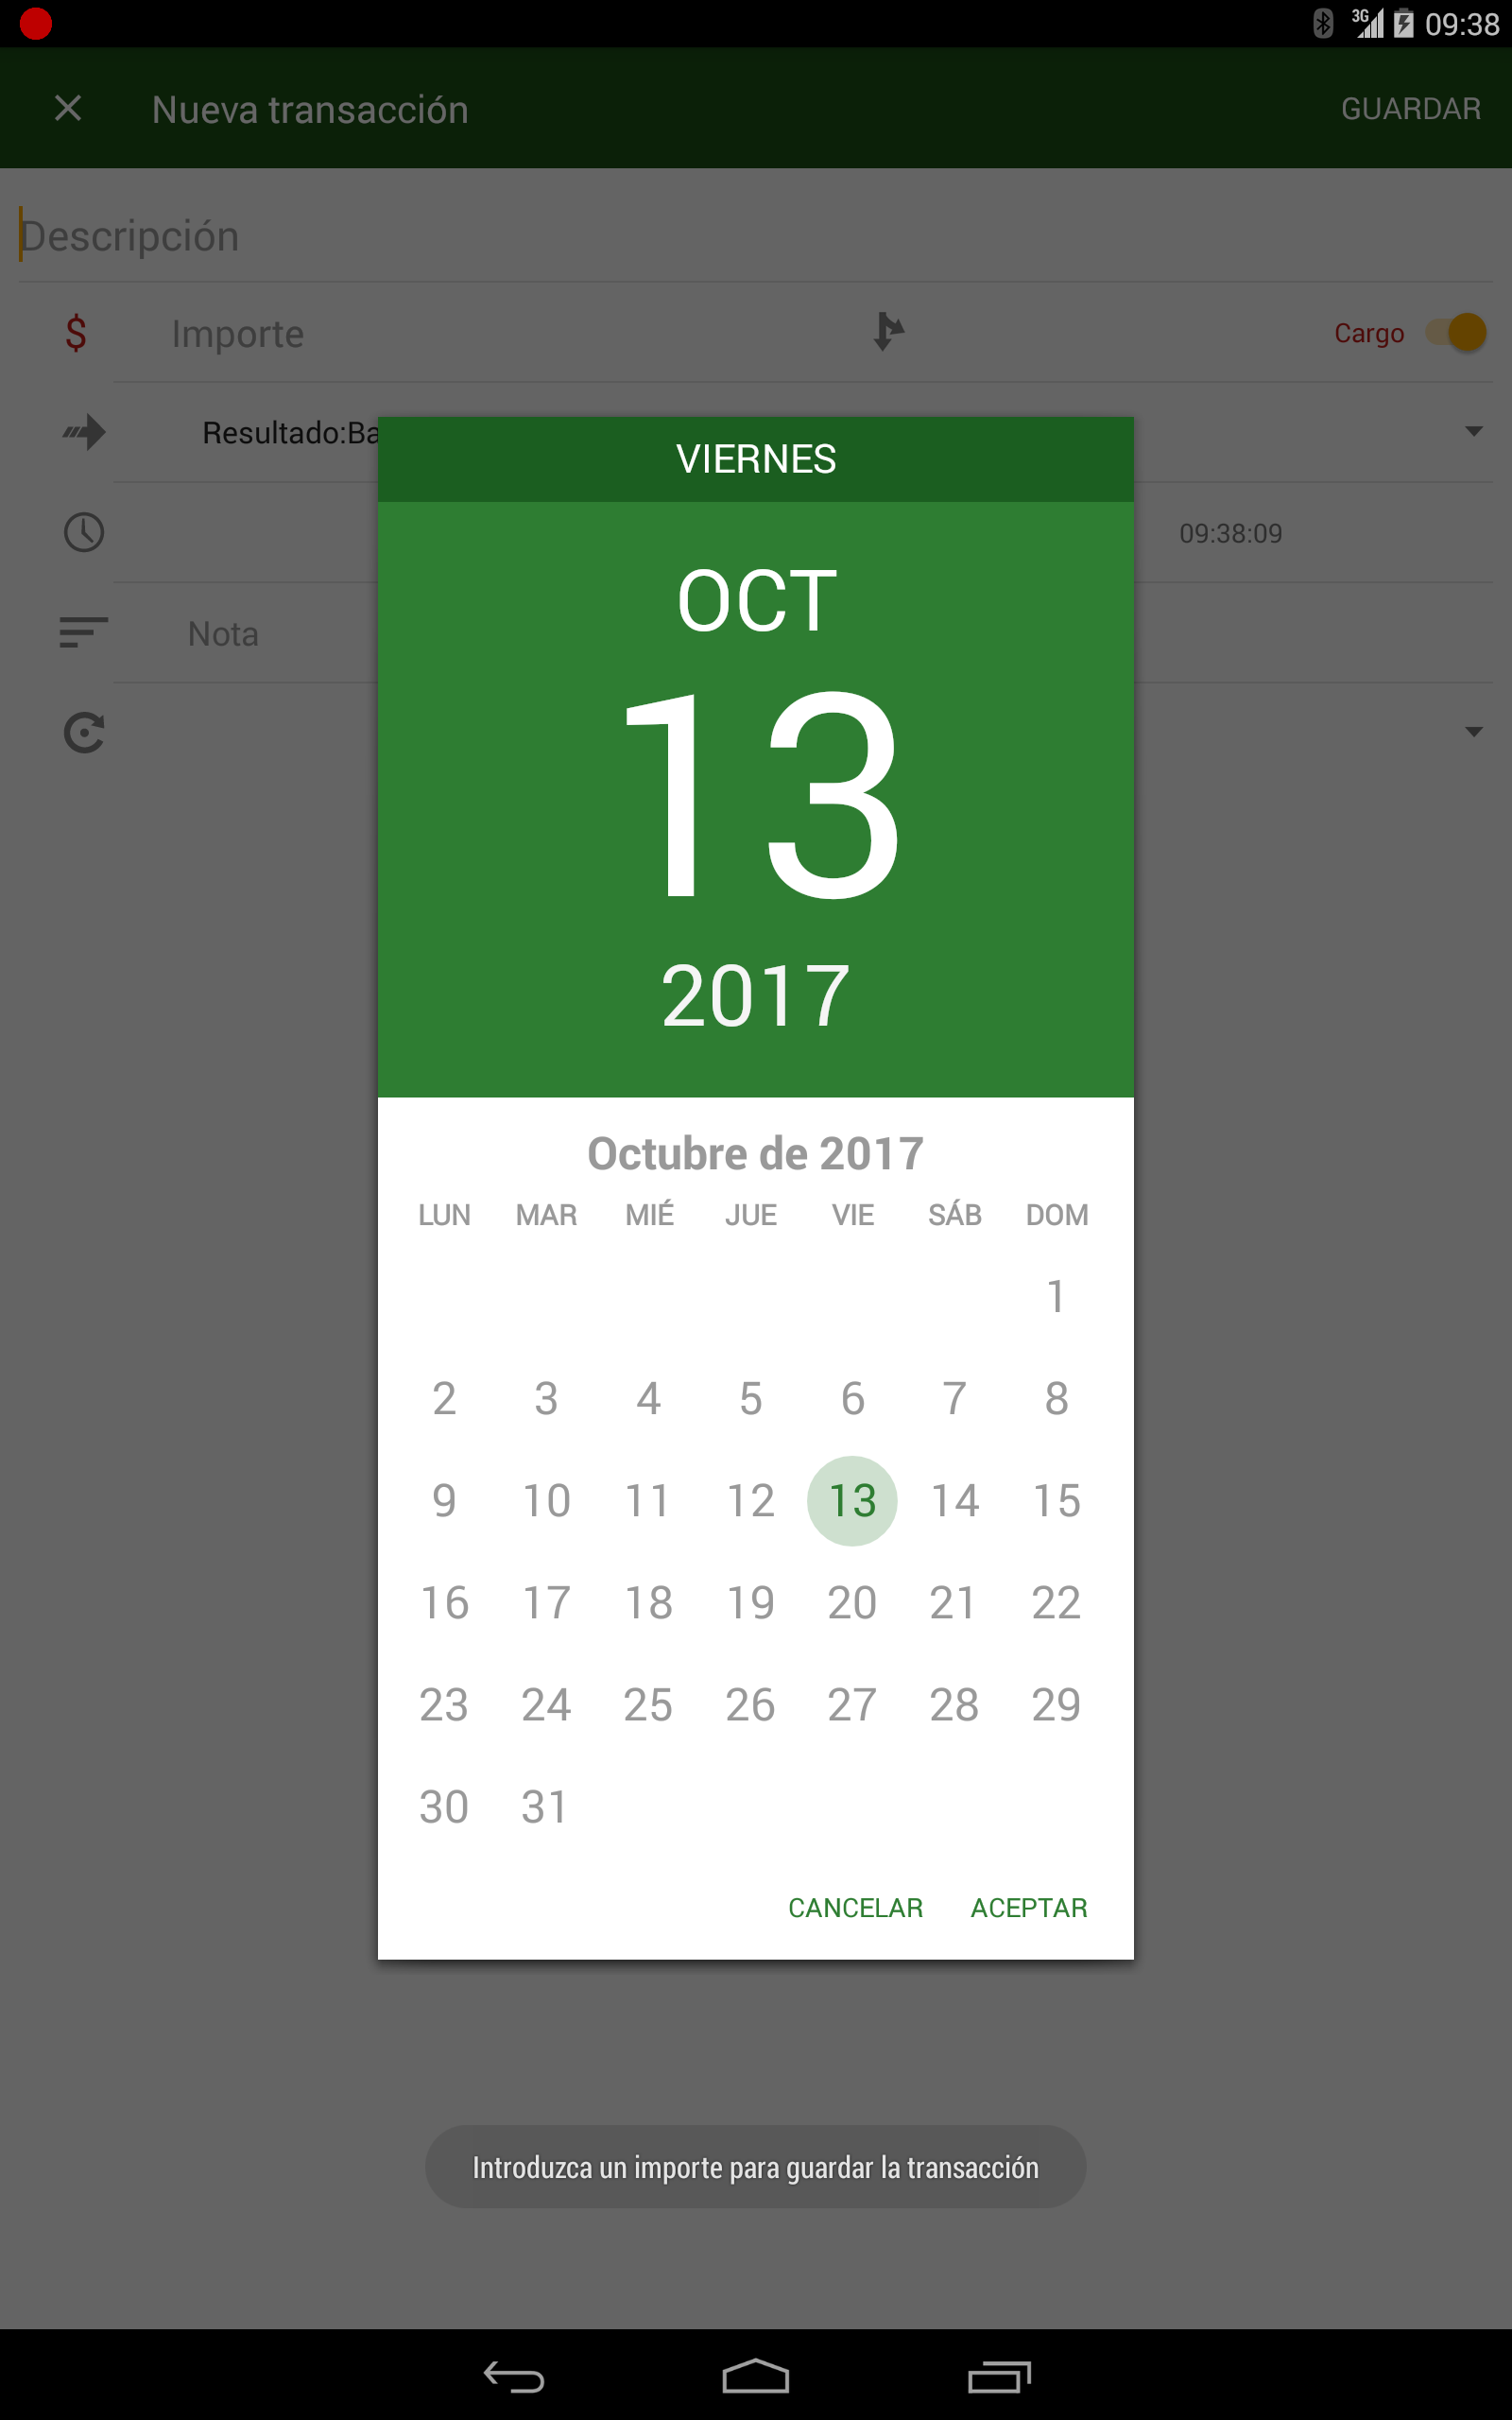 3G 09:38
Nueva transacción GUARDAR
Descripción
$ Importe Cargo
Resultado:Ba
09:38:09
Nota
VIERNES
OCT
13
2017
Octubre de 2017
LUN MAR MIÉ JUE VIE SÁB DOM
1
2 3 4 5 6 7 8
9 10 11 12 13 14 15
16 17 18 19 20 21 22
23 24 25 26 27 28 29
30 31
CANCELAR ACEPTAR
Introduzca un importe para guardar la transacción